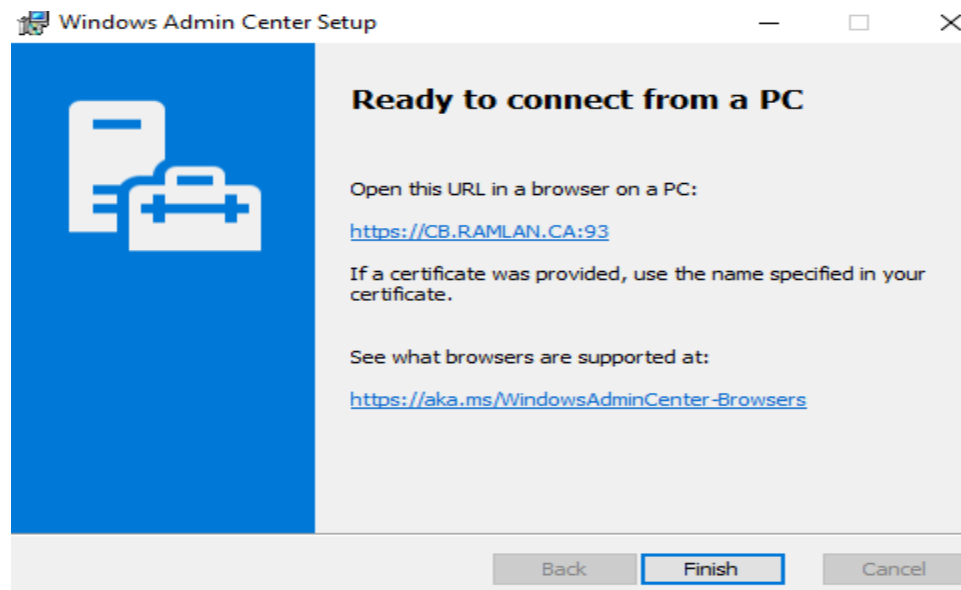 Windows Admin Center Setup
Ready to connect from a PC
Open this URL in a browser on a PC:
https://CB.RAMLAN.CA:93
If a certificate was provided, use the name specified in your
certificate.
See what browsers are supported at:
https://aka.ms/WindowsAdminCenter-Browsers
Back Finish Cancel